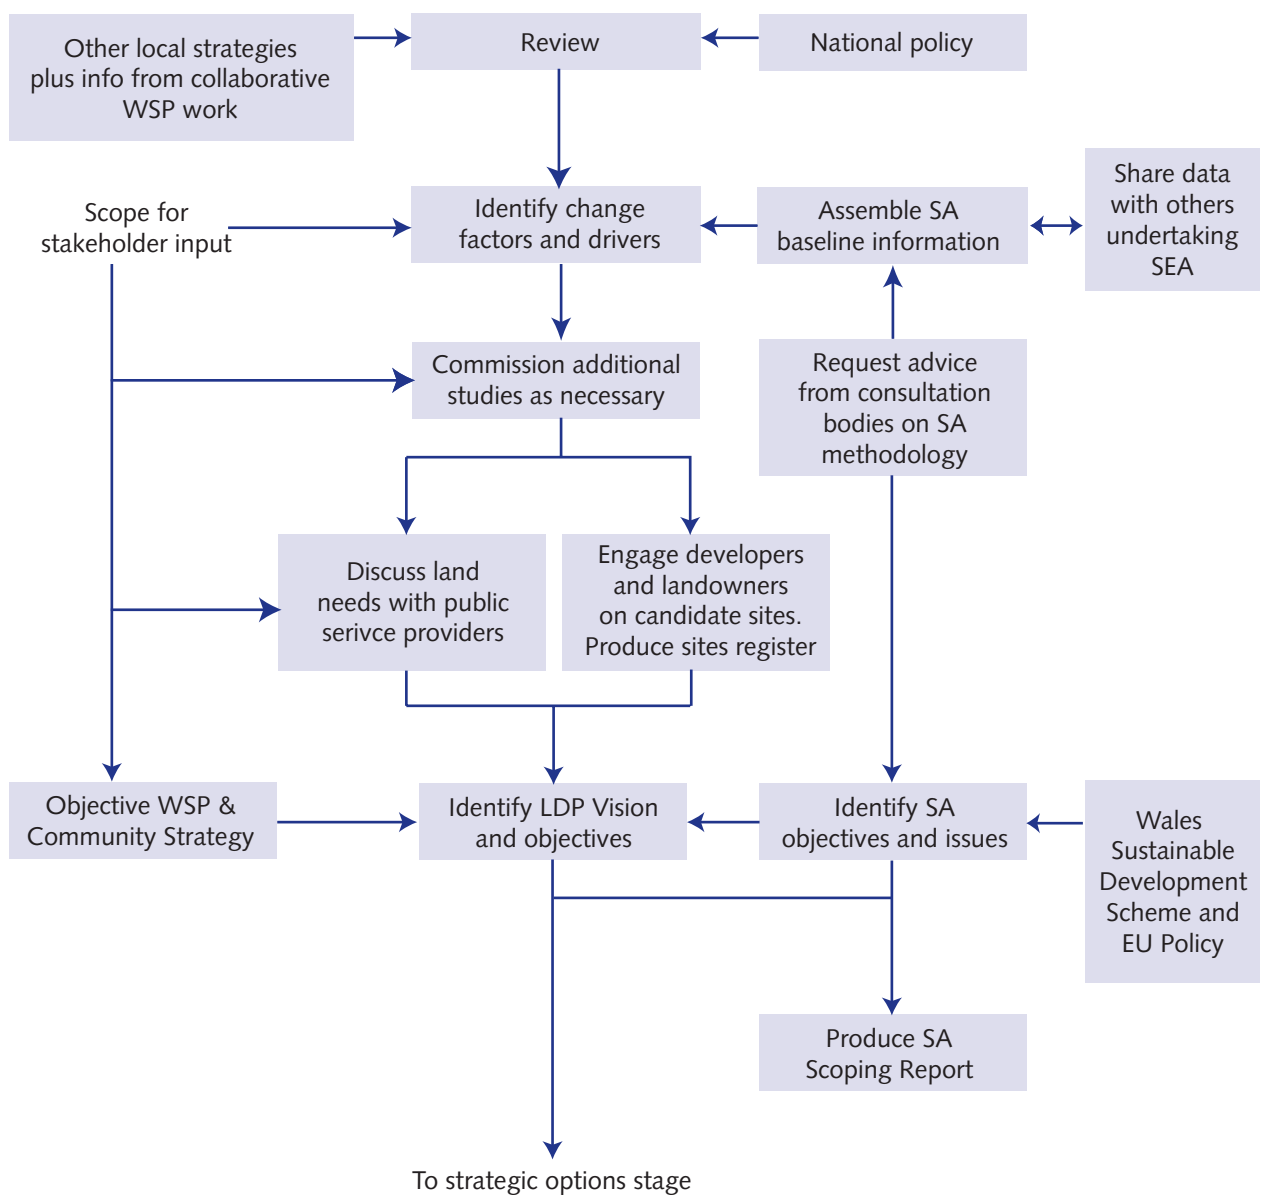 Other local strategies
plus info from collaborative
WSP work
Review
National policy
Scope for
stakeholder input
Identify change
factors and drivers
Assemble SA
baseline information
Share data
with others
undertaking
SEA
Commission additional
studies as necessary
Request advice
from consultation
bodies on SA
methodology
Discuss land
needs with public
serivce providers
Engage developers
and landowners
on candidate sites.
Produce sites register
Objective WSP &
Community Strategy
Identify LDP Vision
and objectives
Identify SA
objectives and issues
Wales
Sustainable
Development
Scheme and
EU Policy
Produce SA
Scoping Report
To strategic options stage